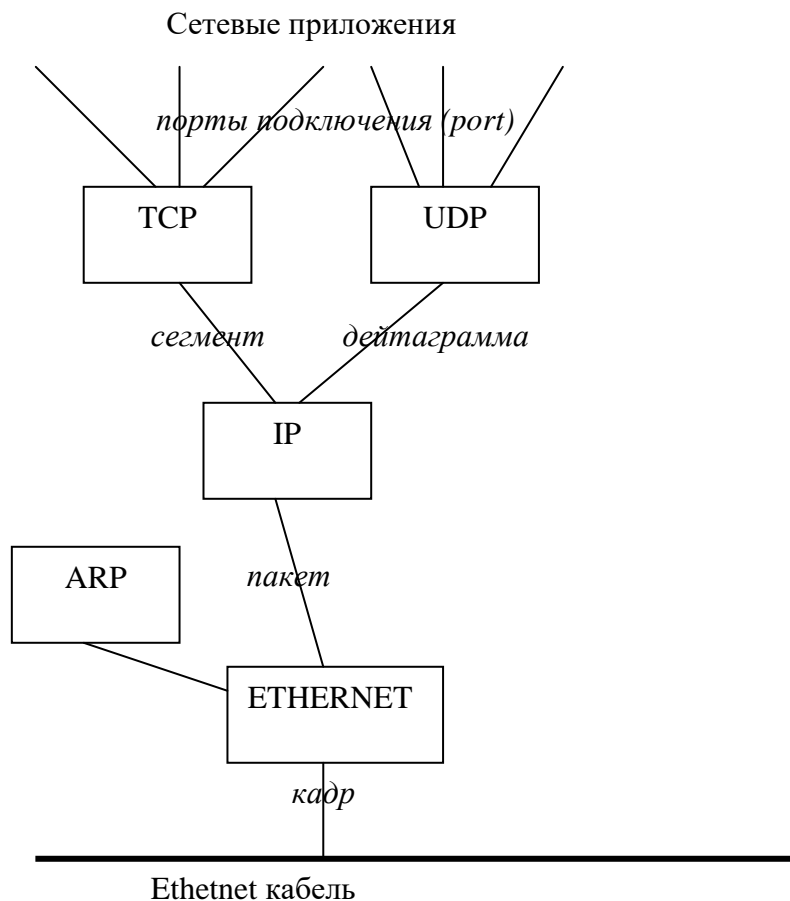 Сетевые приложения
порты подключения (port)
TCP
UDP
сегмент
дейтаграмма
IP
ARP
пакет
ETHERNET
кадр
Ethetnet кабель